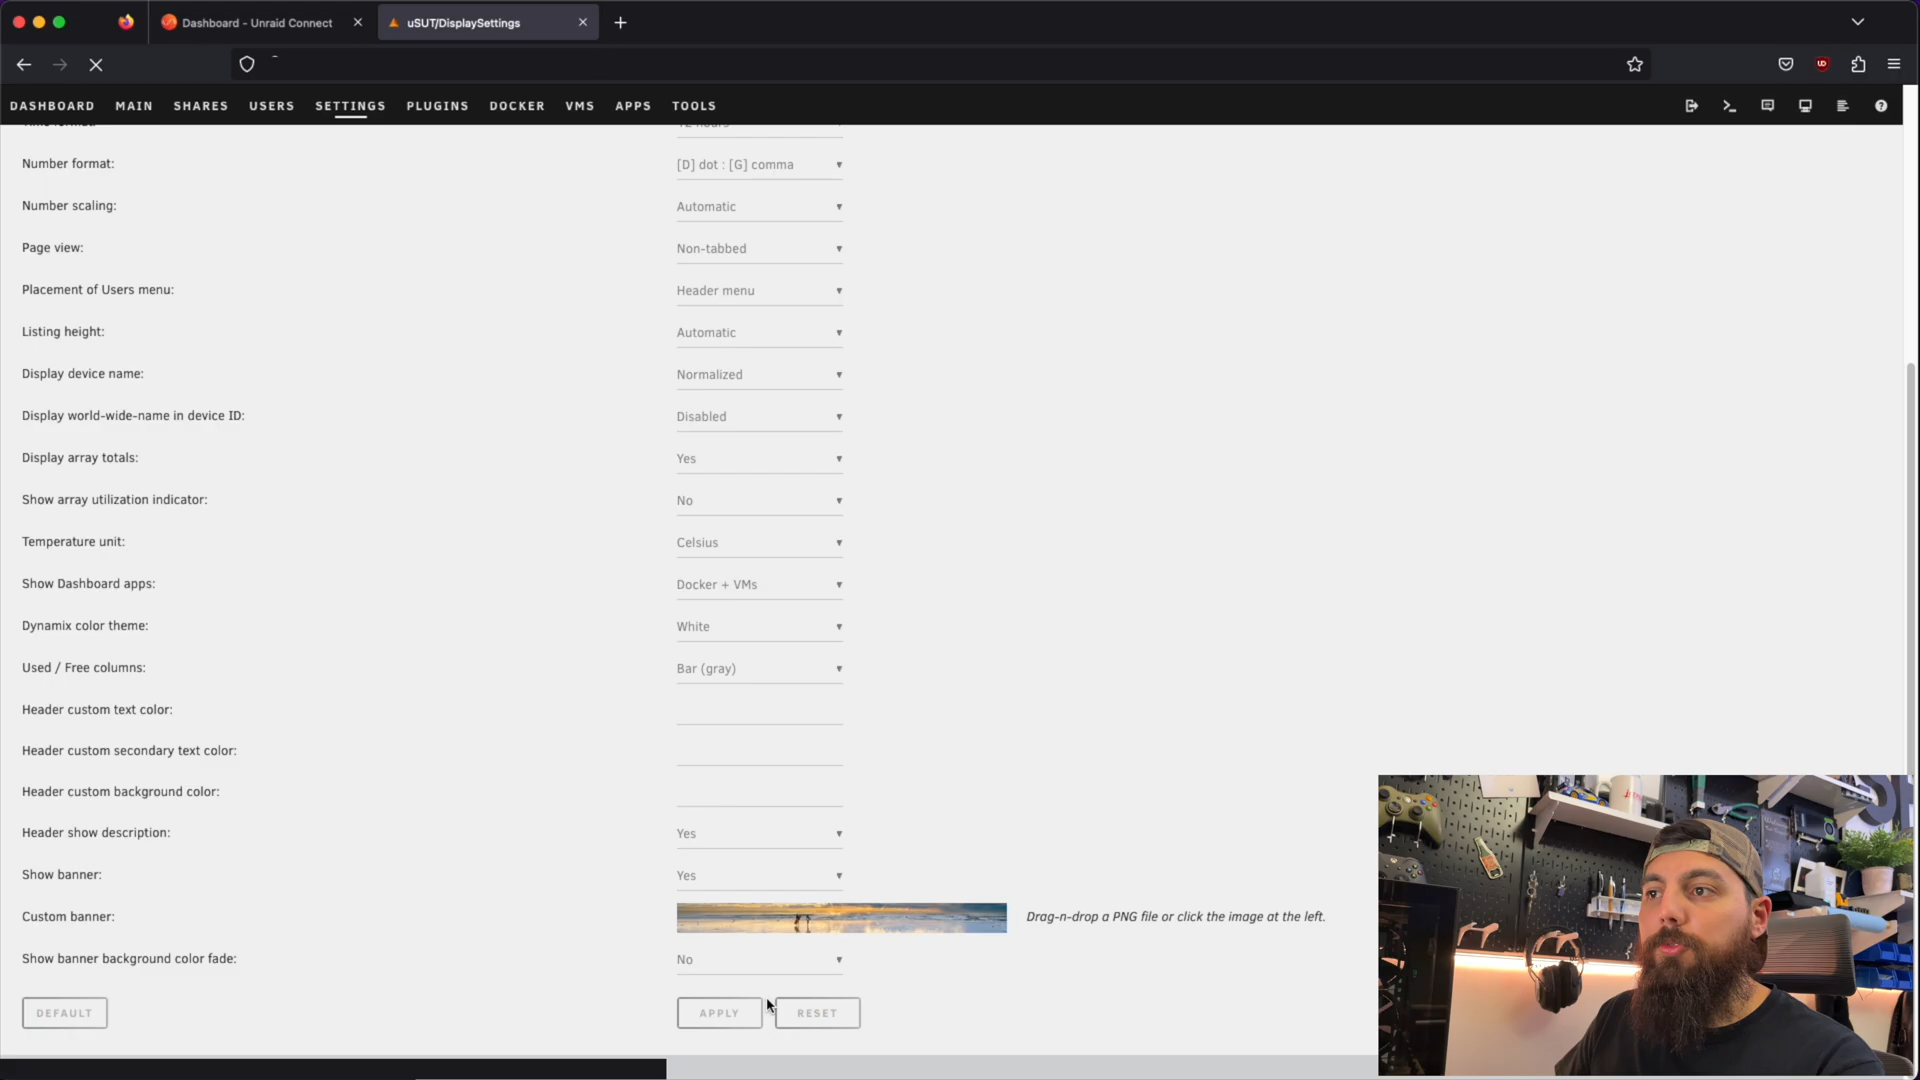 Dashboard - Unraid Connect
uSUT/DisplaySettings
DASHBOARD MAIN SHARES USERS SETTINGS PLUGINS DOCKER VMS APPS TOOLS
Number format: [D] dot : [G] comma
Number scaling: Automatic
Page view: Non-tabbed
Placement of Users menu: Header menu
Listing height: Automatic
Display device name: Normalized
Display world-wide-name in device ID: Disabled
Display array totals: Yes
Show array utilization indicator: No
Temperature unit: Celsius
Show Dashboard apps: Docker + VMs
Dynamix color theme: White
Used / Free columns: Bar (gray)
Header custom text color:
Header custom secondary text color:
Header custom background color:
Header show description: Yes
Show banner: Yes
Custom banner: Drag-n-drop a PNG file or click the image at the left.
Show banner background color fade: No
DEFAULT APPLY RESET